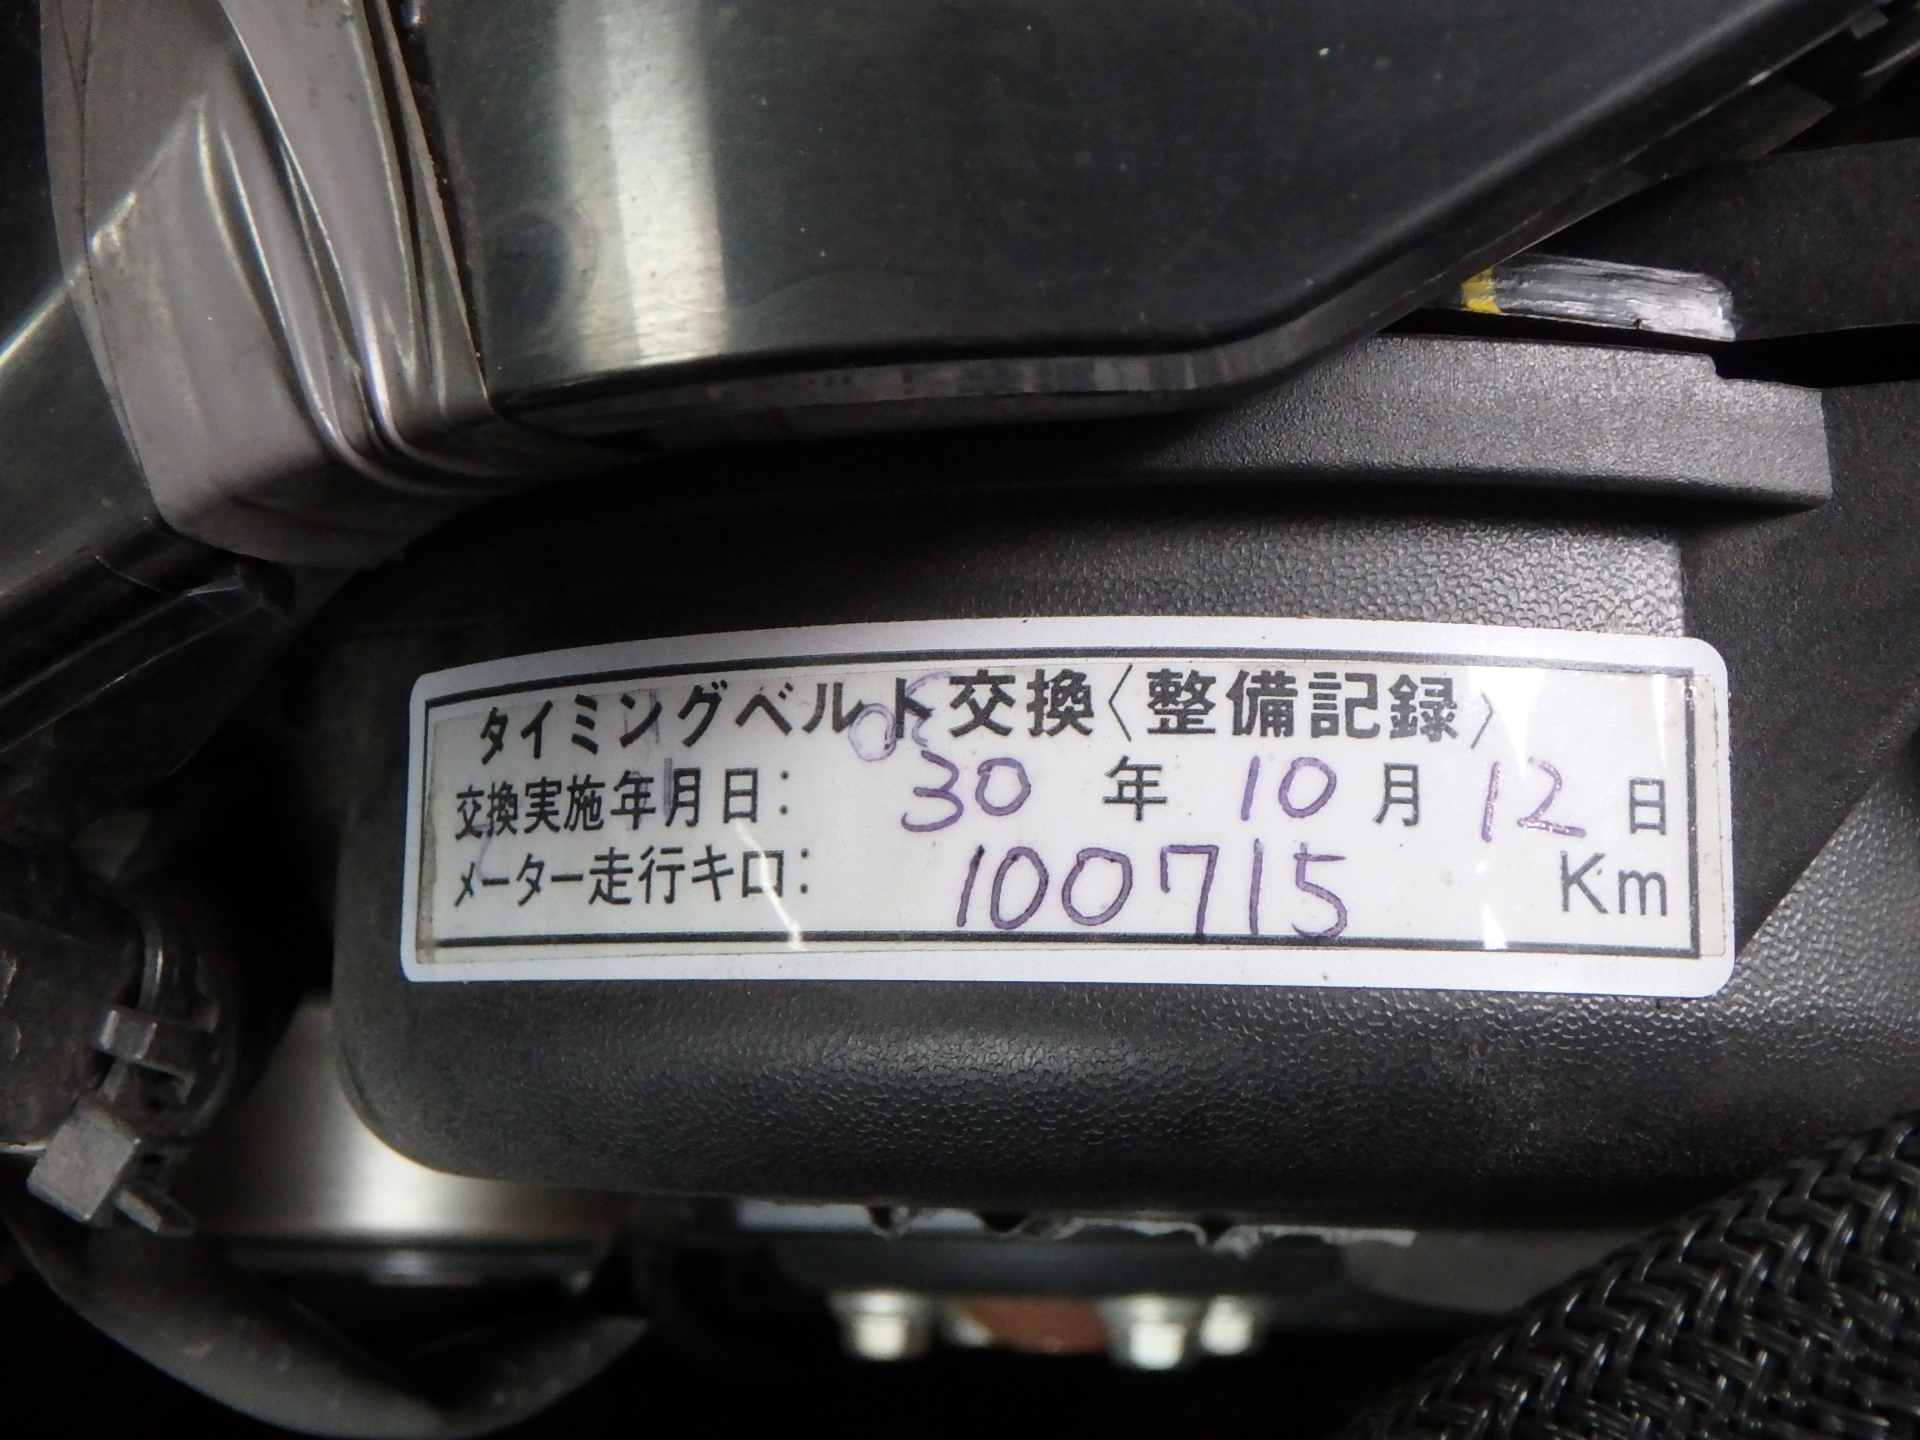 タイミングベルト交換〈整備記録〉
交換実施年月日： 30 年 10 月 12 日
メーター走行キロ： 100715 Km